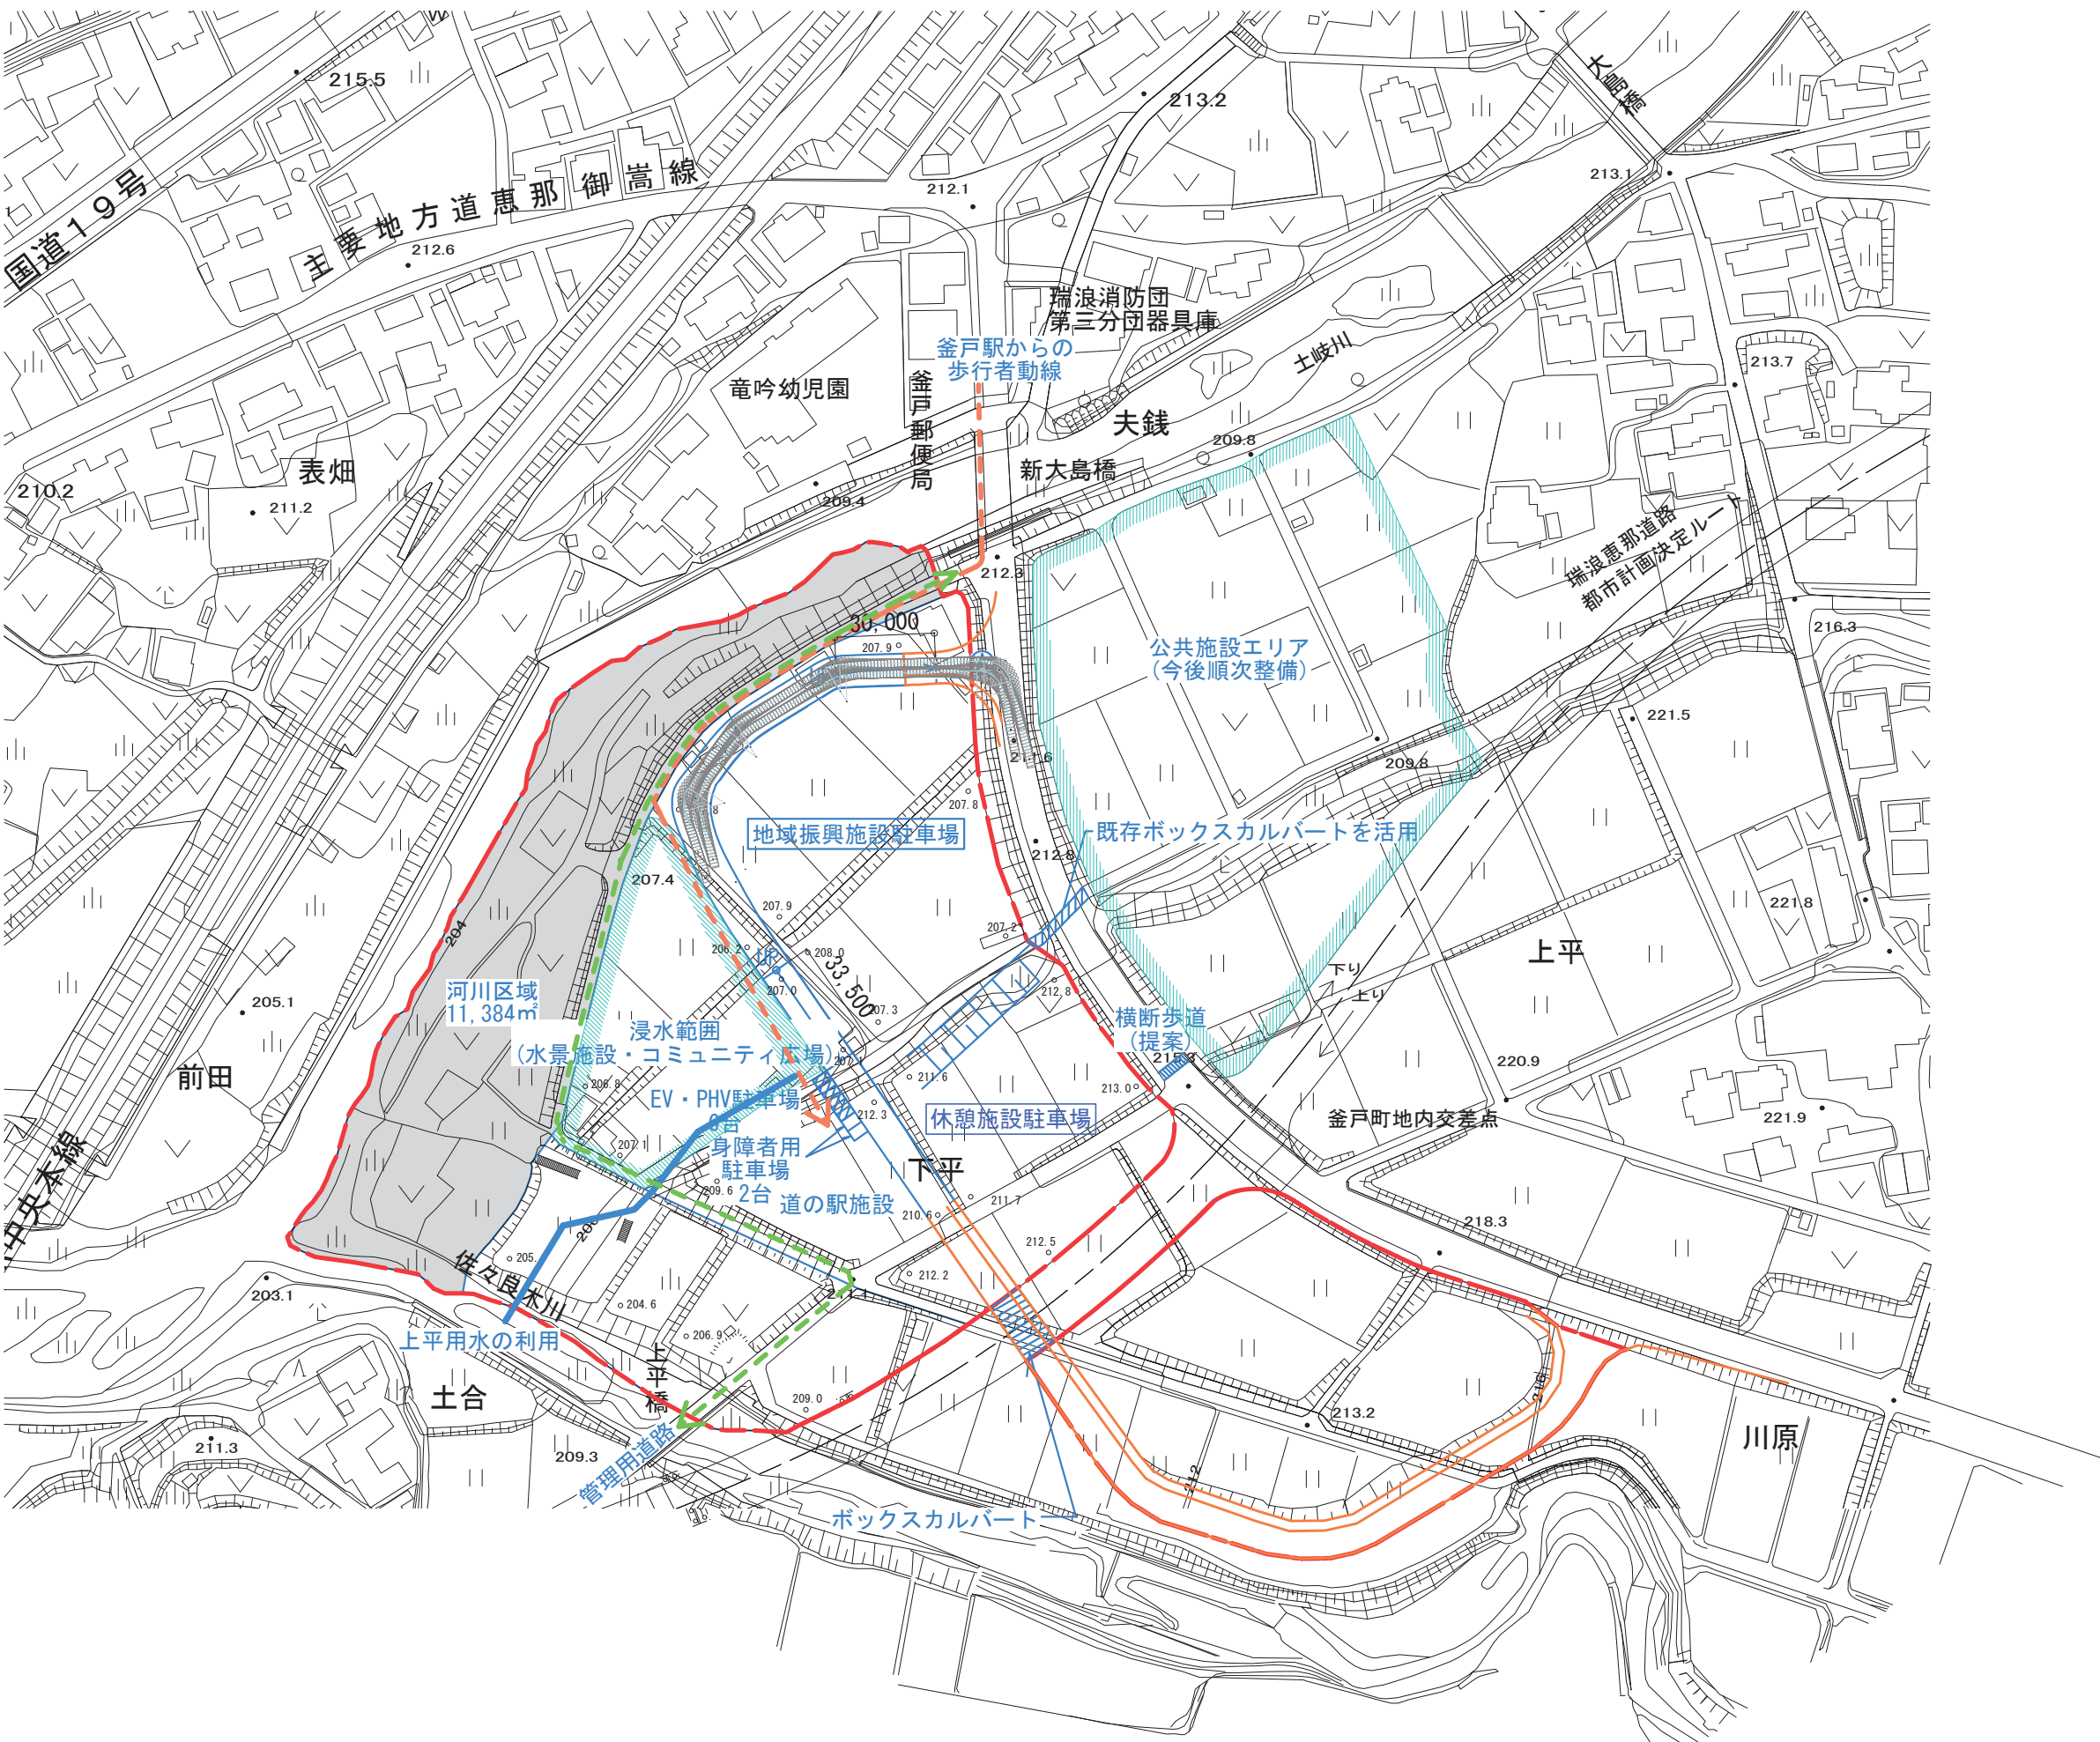 215.5
213.2
大島橋
国道19号
主要地方道恵那御嵩線
212.6
212.1
213.1
瑞浪消防団
第三分団器具庫
釜戸駅からの
歩行者動線
土岐川
213.7
竜吟幼児園
釜戸郵便局
夫銭
209.8
新大島橋
表畑
210.2
211.2
209.4
瑞浪恵那道路
都市計画決定ルート
212.3
30,000
207.9
公共施設エリア
(今後順次整備)
216.3
221.5
209.8
207.8
地域振興施設駐車場
既存ボックスカルバートを活用
212.8
207.4
207.9
206.2
UP
208.0
207.2
221.8
上平
204
33,500
207.0
207.3
212.8
下り
上り
河川区域
11,384㎡
205.1
浸水範囲
(水景施設・コミュニティ広場)
横断歩道
(提案)
215.3
前田
206.8
207.1
211.6
213.0
220.9
EV・PHV駐車場
212.3
休憩施設駐車場
釜戸町地内交差点
221.9
207.1
身障者用
駐車場
2台
下平
209.6
道の駅施設
211.7
210.6
212.5
218.3
中央本線
佐々良木川
212.2
203.1
204.6
206.9
上平用水の利用
上平橋
土合
209.0
216
213.2
川原
211.3
209.3
管理用道路
212
ボックスカルバート